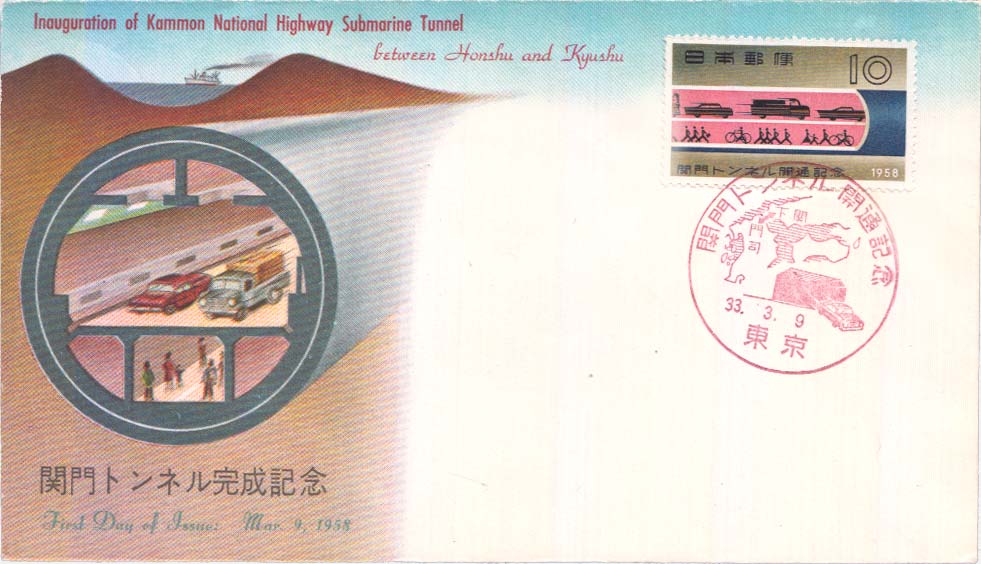 Inauguration of Kammon National Highway Submarine Tunnel
between Honshu and Kyushu
日本郵便 10
関門トンネル開通記念 1958
関門トンネル開通記念
下関
門司
33. 3. 9
東京
関門トンネル完成記念
First Day of Issue: Mar. 9, 1958